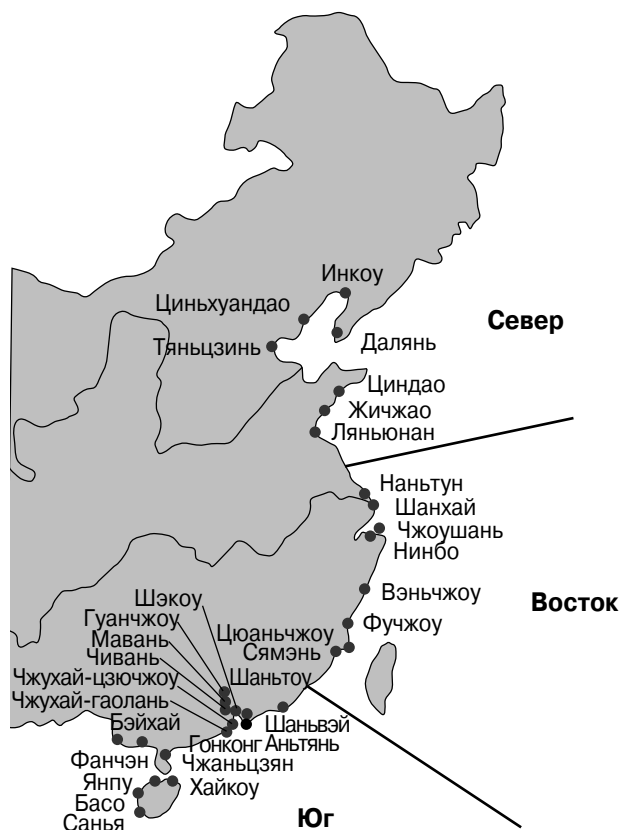 Инкоу
Циньхуандао
Север
Тяньцзинь
Далянь
Циндао
Жичжао
Ляньюнан
Наньтун
Шанхай
Чжоушань
Нинбо
Вэньчжоу
Шэкоу
Восток
Гуанчжоу
Фучжоу
Мавань
Цюаньчжоу
Чивань
Сямэнь
Чжухай-цзючжоу
Шаньтоу
Чжухай-гаолань
Бэйхай
Шаньвэй
Гонконг
Аньтянь
Фанчэн
Чжаньцзян
Янпу
Хайкоу
Басо
Санья
Юг